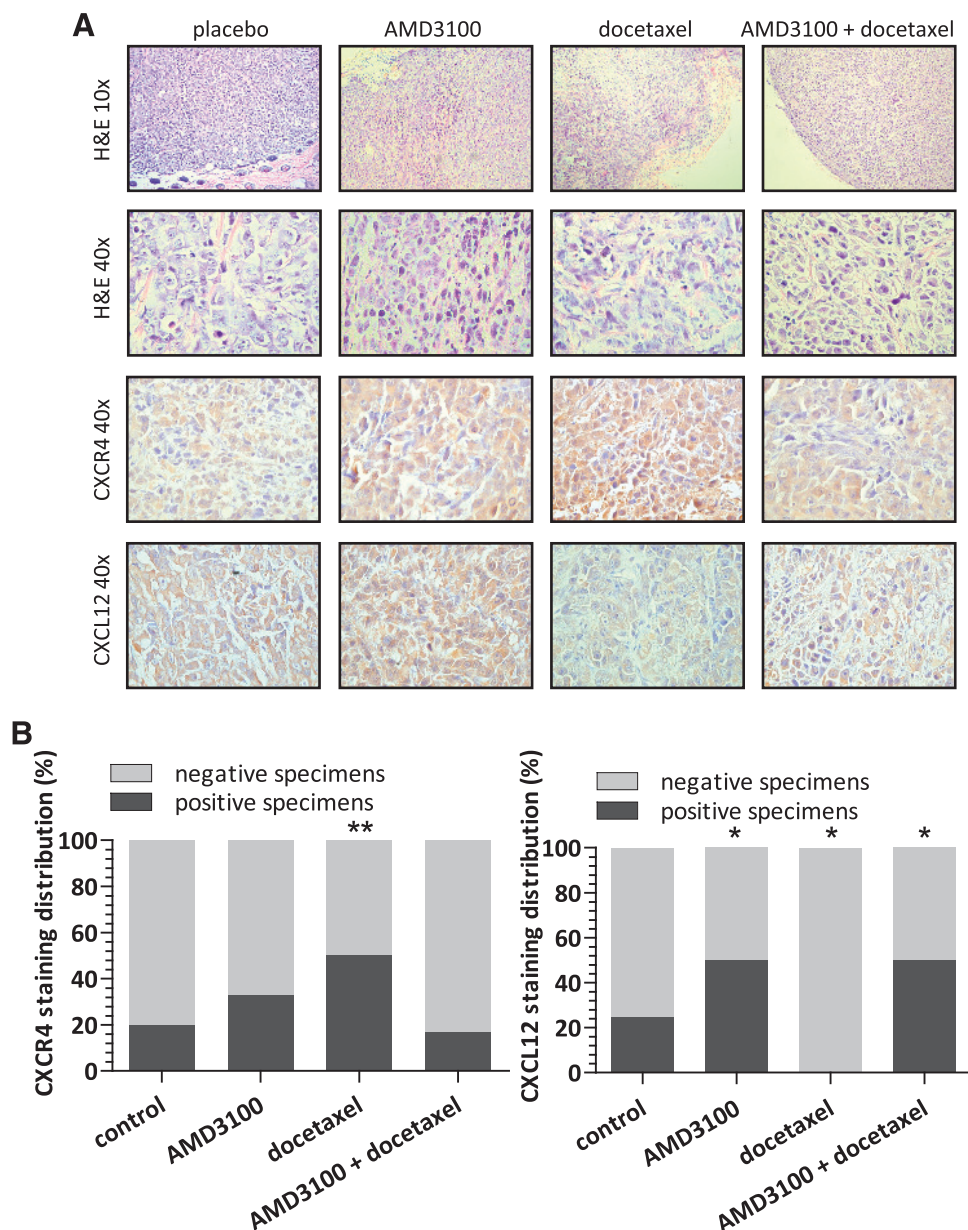 A
placebo AMD3100 docetaxel AMD3100 + docetaxel
H&E 10x
H&E 40x
CXCR4 40x
CXCL12 40x
B
negative specimens
positive specimens
**
CXCR4 staining distribution (%)
100
80
60
40
20
0
control
AMD3100
docetaxel
AMD3100 + docetaxel
negative specimens
positive specimens
* * *
CXCL12 staining distribution (%)
100
80
60
40
20
0
control
AMD3100
docetaxel
AMD3100 + docetaxel